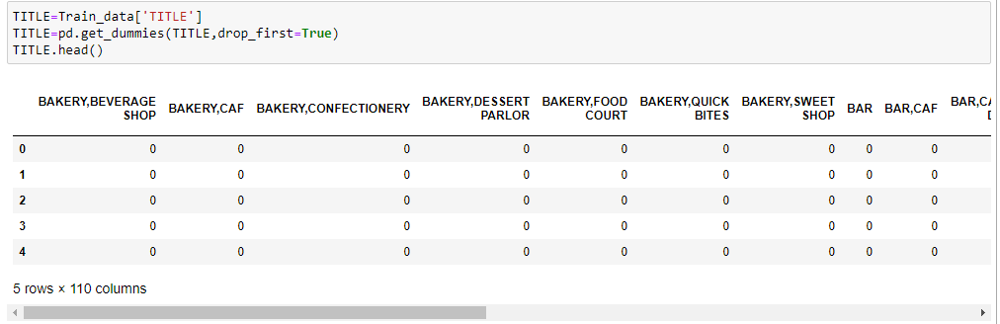 TITLE=Train_data['TITLE']
TITLE=pd.get_dummies(TITLE,drop_first=True)
TITLE.head()
BAKERY,BEVERAGE SHOP BAKERY,CAF BAKERY,CONFECTIONERY BAKERY,DESSERT PARLOR BAKERY,FOOD COURT BAKERY,QUICK BITES BAKERY,SWEET SHOP BAR BAR,CAF
0 0 0 0 0 0 0 0 0 0
1 0 0 0 0 0 0 0 0 0
2 0 0 0 0 0 0 0 0 0
3 0 0 0 0 0 0 0 0 0
4 0 0 0 0 0 0 0 0 0
5 rows × 110 columns